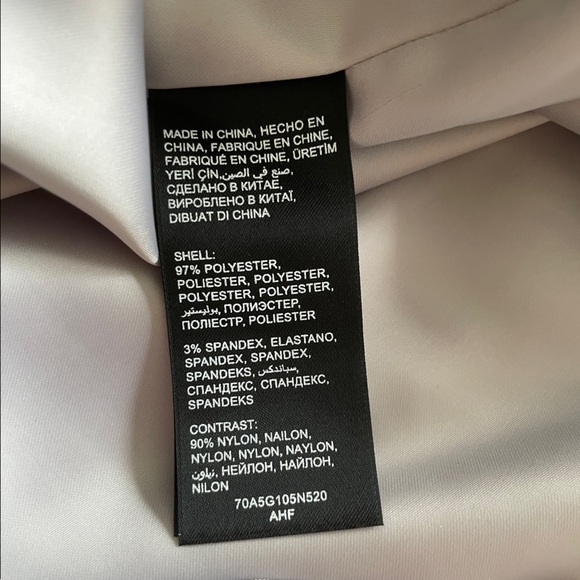 MADE IN CHINA, HECHO EN
CHINA, FABRIQUE EN CHINE,
FABRIQUÉ EN CHINE, ÜRETİM
YERİ ÇİN, صنع في الصين,
СДЕЛАНО В КИТАЕ,
ВИРОБЛЕНО В КИТАЇ,
DIBUAT DI CHINA
SHELL:
97% POLYESTER,
POLIESTER, POLYESTER,
POLYESTER, POLYESTER,
بوليستير, ПОЛИЭСТЕР,
ПОЛІЕСТР, POLIESTER
3% SPANDEX, ELASTANO,
SPANDEX, SPANDEX,
SPANDEKS, سباندكس,
СПАНДЕКС, СПАНДЕКС,
SPANDEKS
CONTRAST:
90% NYLON, NAILON,
NYLON, NYLON, NAYLON,
نيلون, НЕЙЛОН, НАЙЛОН,
NILON
70A5G105N520
AHF